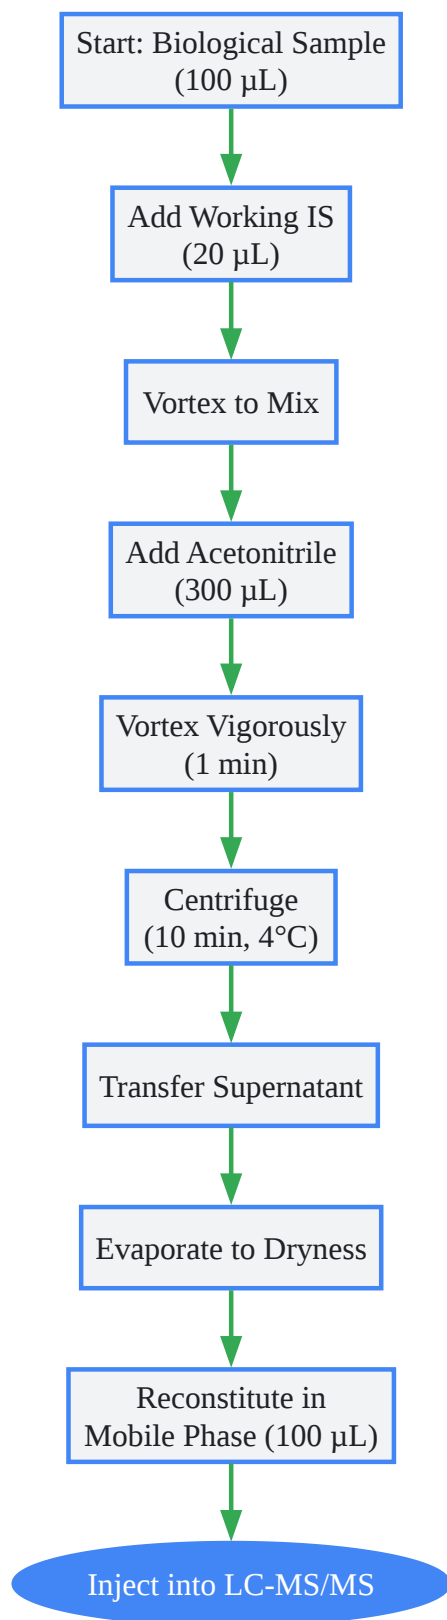 Start: Biological Sample
(100 µL)
Add Working IS
(20 µL)
Vortex to Mix
Add Acetonitrile
(300 µL)
Vortex Vigorously
(1 min)
Centrifuge
(10 min, 4°C)
Transfer Supernatant
Evaporate to Dryness
Reconstitute in
Mobile Phase (100 µL)
Inject into LC-MS/MS